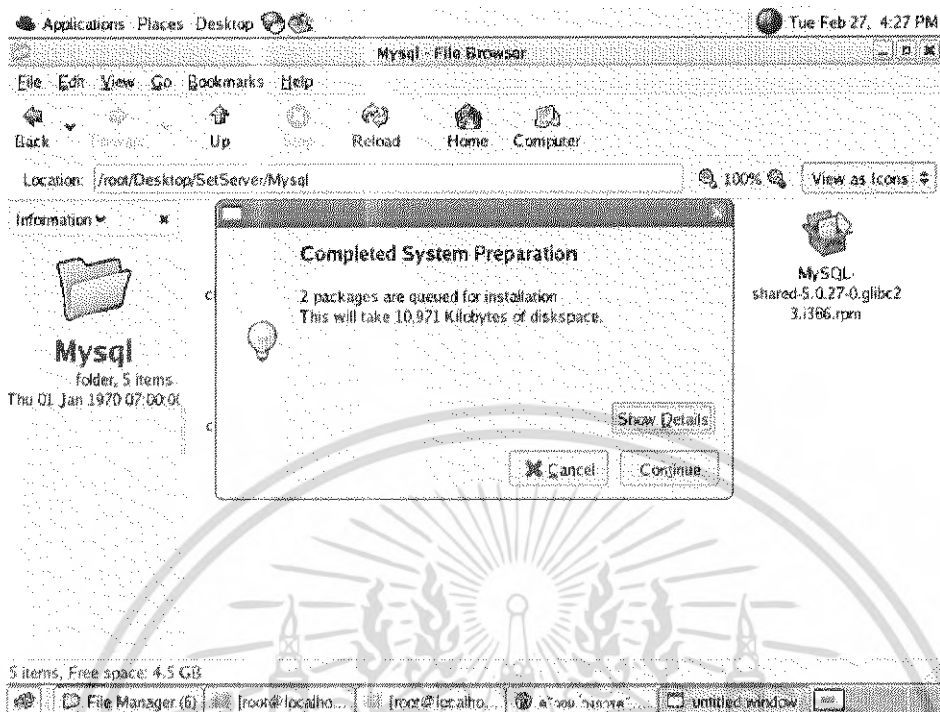 Applications Places Desktop Tue Feb 27, 4:27 PM
Mysql - File Browser
File Edit View Go Bookmarks Help
Back Forward Up Stop Reload Home Computer
Location: /root/Desktop/SetServer/Mysql 100% View as Icons
Information
Completed System Preparation
2 packages are queued for installation
This will take 10,971 Kilobytes of diskspace.
Show Details
Cancel Continue
Mysql
folder, 5 items
Thu 01 Jan 1970 07:00:00
MySQL-
shared-5.0.27-0.glibc2
3.i386.rpm
5 items, Free space: 4.5 GB
File Manager (6) [root@localho... [root@localho... untitled window